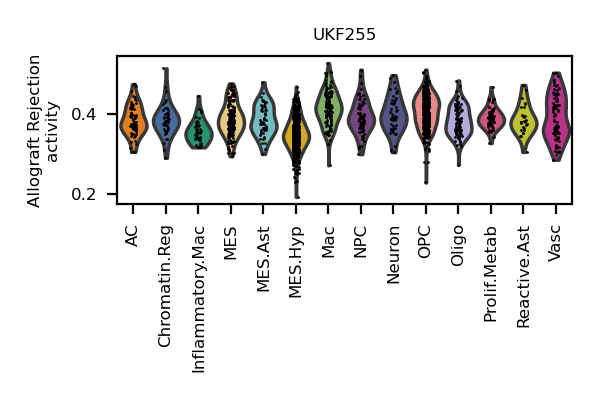 UKF255
Allograft Rejection
activity
0.4
0.2
AC
Chromatin.Reg
Inflammatory.Mac
MES
MES.Ast
MES.Hyp
Mac
NPC
Neuron
OPC
Oligo
Prolif.Metab
Reactive.Ast
Vasc